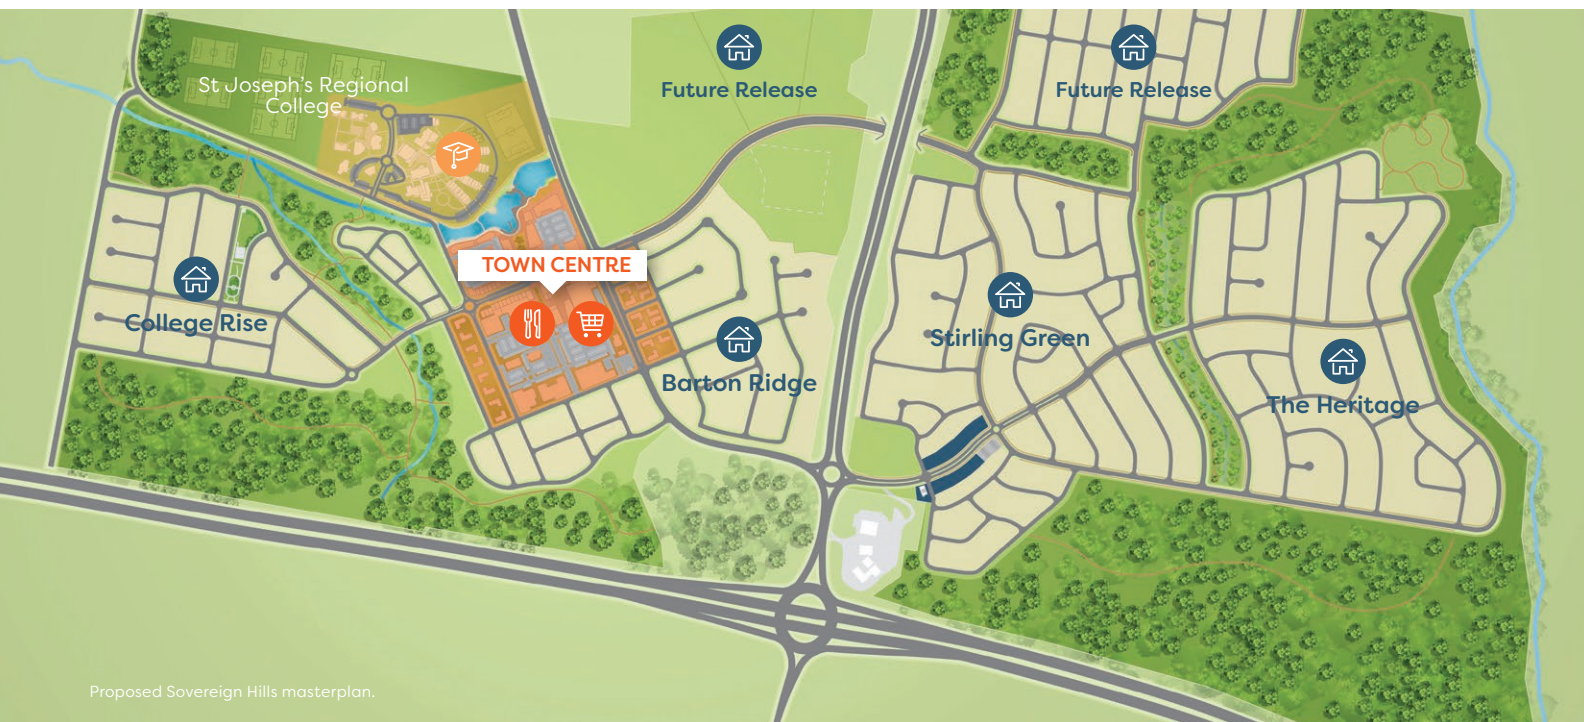 Future Release
Future Release
St Joseph's Regional
College
TOWN CENTRE
College Rise
Stirling Green
Barton Ridge
The Heritage
Proposed Sovereign Hills masterplan.